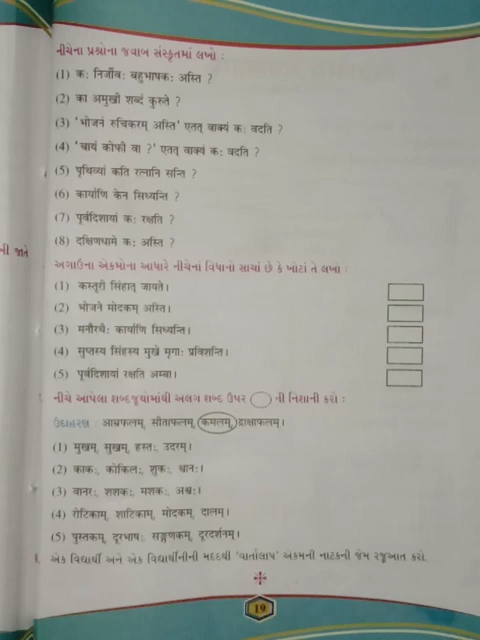 નીચેના પ્રશ્નોના જવાબ સંસ્કૃતમાં લખો :
(1) कः निर्जीवः बहुभाषकः अस्ति ?
(2) का अमुखी शब्दं कुरुते ?
(3) 'भोजनं रुचिकरम् अस्ति' एतत् वाक्यं कः वदति ?
(4) 'चायं कोफी वा ?' एतत् वाक्यं कः वदति ?
(5) पृथिव्यां कति रत्नानि सन्ति ?
(6) कार्याणि केन सिध्यन्ति ?
(7) पूर्वदिशायां कः रक्षति ?
(8) दक्षिणधामे कः अस्ति ?
ની જાતે
અગાઉના એકમોના આધારે નીચેનાં વિધાનો સાચાં છે કે ખોટાં તે લખો :
(1) कस्तूरी सिंहात् जायते।
(2) भोजने मोदकम् अस्ति।
(3) मनौरथैः कार्याणि सिध्यन्ति।
(4) सुप्तस्य सिंहस्य मुखे मृगाः प्रविशन्ति।
(5) पूर्वदिशायां रक्षति अम्बा।
નીચે આપેલા શબ્દજૂથોમાંથી અલગ શબ્દ ઉપર ની નિશાની કરો :
ઉદાહરણ : आम्रफलम्, सीताफलम्, कमलम्, द्राक्षाफलम्।
(1) मुखम्, सुखम्, हस्तः, उदरम्।
(2) काकः, कोकिलः, शुकः, श्वानः।
(3) वानरः, शशकः, मशकः, अश्वः।
(4) रोटिकाम्, शाटिकाम्, मोदकम्, दालम्।
(5) पुस्तकम्, दूरभाषः, सङ्गणकम्, दूरदर्शनम्।
એક વિદ્યાર્થી અને એક વિદ્યાર્થીનીની મદદથી 'વાર્તાલાપ' એકમની નાટકની જેમ રજૂઆત કરો.
19